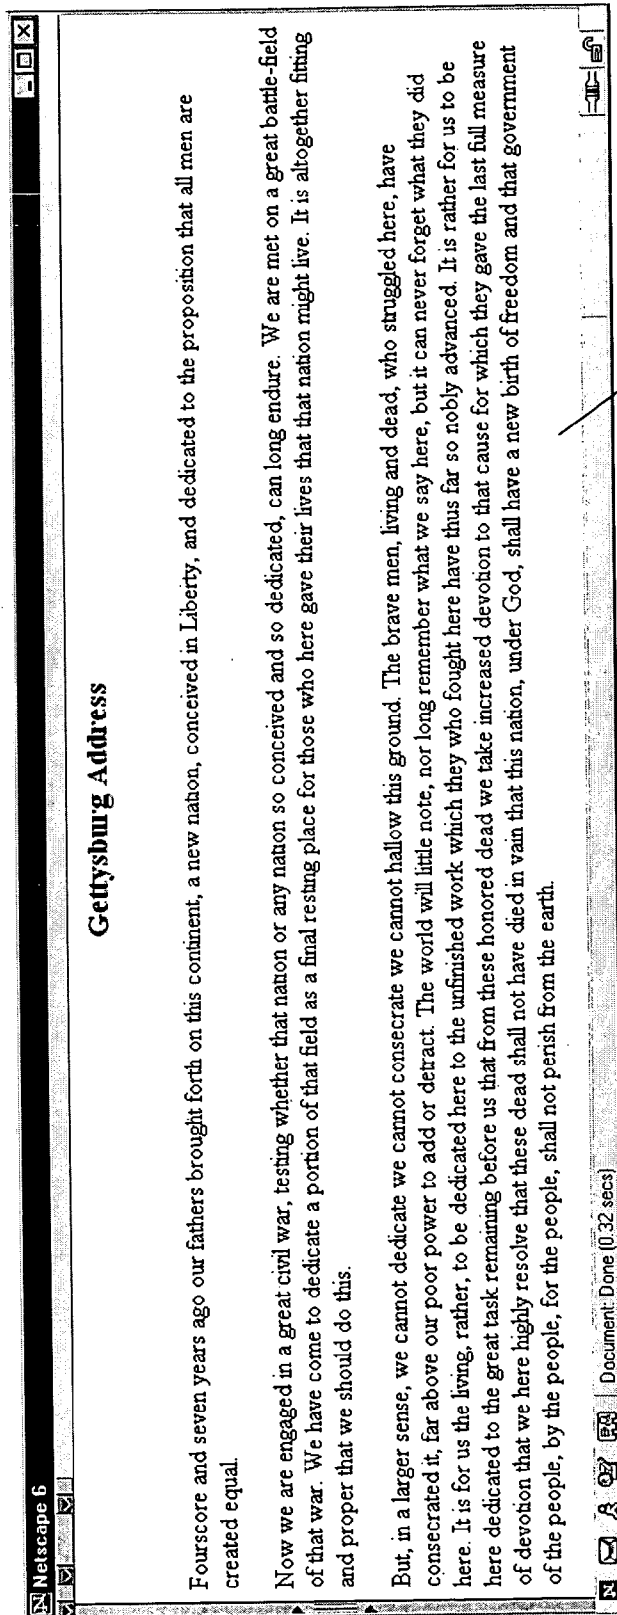 Netscape 6
Gettysburg Address
Fourscore and seven years ago our fathers brought forth on this continent, a new nation, conceived in Liberty, and dedicated to the proposition that all men are
created equal.
Now we are engaged in a great civil war, testing whether that nation or any nation so conceived and so dedicated, can long endure. We are met on a great battle-field
of that war. We have come to dedicate a portion of that field as a final resting place for those who here gave their lives that that nation might live. It is altogether fitting
and proper that we should do this.
But, in a larger sense, we cannot dedicate we cannot consecrate we cannot hallow this ground. The brave men, living and dead, who struggled here, have
consecrated it, far above our poor power to add or detract. The world will little note, nor long remember what we say here, but it can never forget what they did
here. It is for us the living, rather, to be dedicated here to the unfinished work which they who fought here have thus far so nobly advanced. It is rather for us to be
here dedicated to the great task remaining before us that from these honored dead we take increased devotion to that cause for which they gave the last full measure
of devotion that we here highly resolve that these dead shall not have died in vain that this nation, under God, shall have a new birth of freedom and that government
of the people, by the people, for the people, shall not perish from the earth.
Document: Done (0.32 secs)